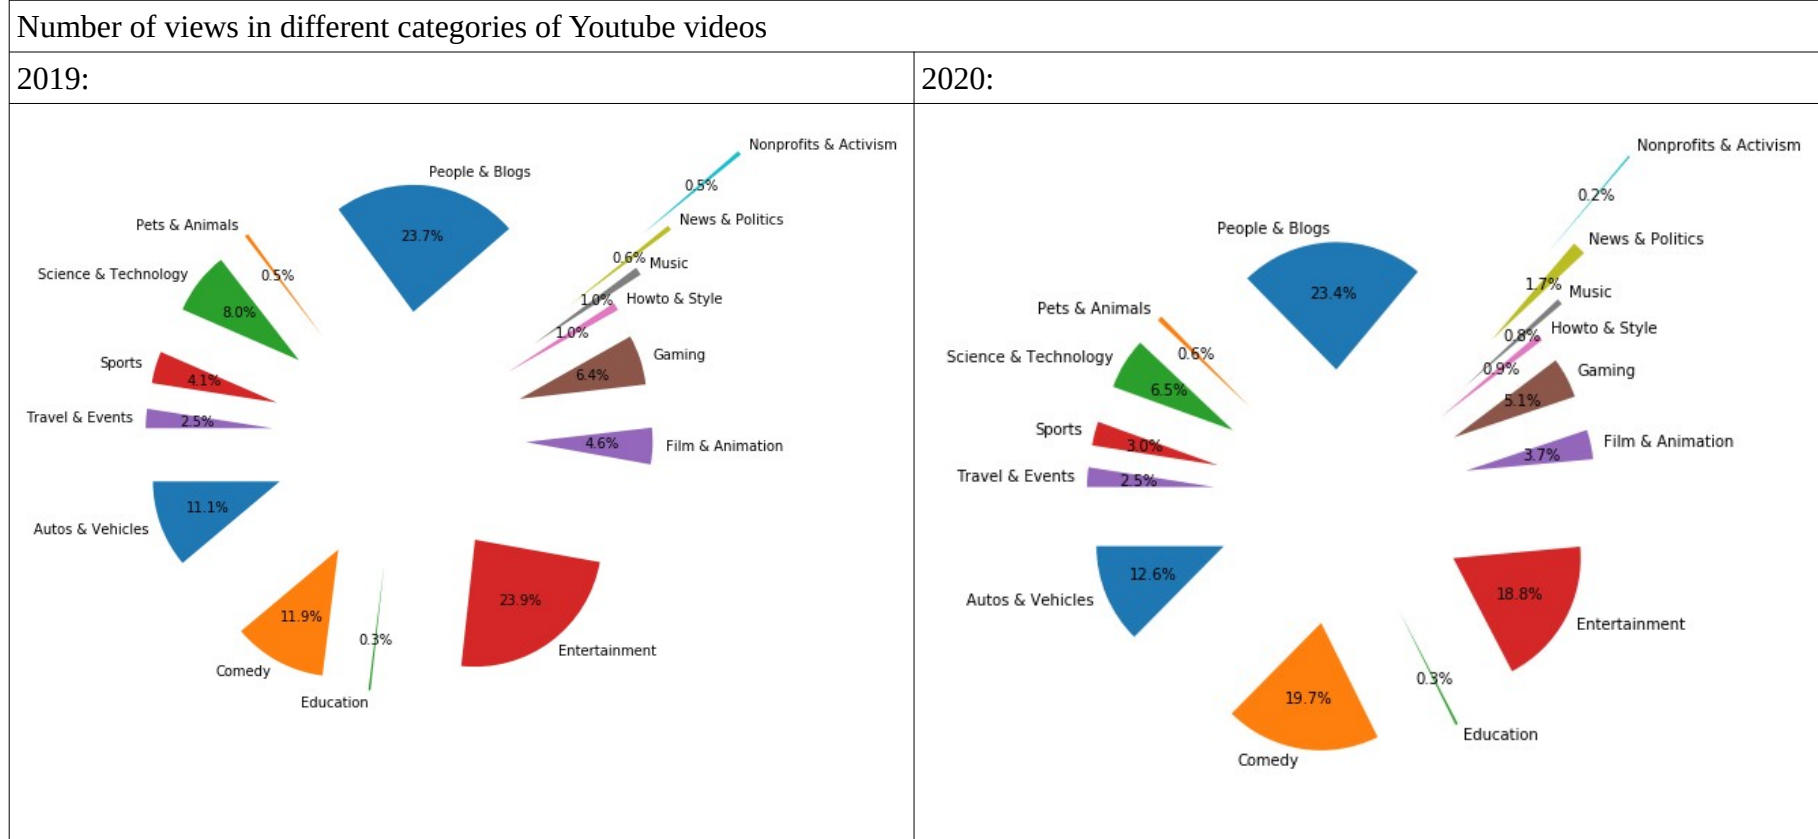 Number of views in different categories of Youtube videos
2019:
2020:
Nonprofits & Activism
0.5%
People & Blogs
23.7%
News & Politics
0.6%
Pets & Animals
0.5%
Music
1.0%
Science & Technology
8.0%
Howto & Style
1.0%
Sports
4.1%
Gaming
6.4%
Travel & Events
2.5%
Film & Animation
4.6%
Autos & Vehicles
11.1%
Comedy
11.9%
Education
0.3%
Entertainment
23.9%
Nonprofits & Activism
0.2%
People & Blogs
23.4%
News & Politics
1.7%
Pets & Animals
0.6%
Music
0.8%
Science & Technology
6.5%
Howto & Style
0.9%
Gaming
5.1%
Sports
3.0%
Film & Animation
3.7%
Travel & Events
2.5%
Autos & Vehicles
12.6%
Entertainment
18.8%
Comedy
19.7%
Education
0.3%